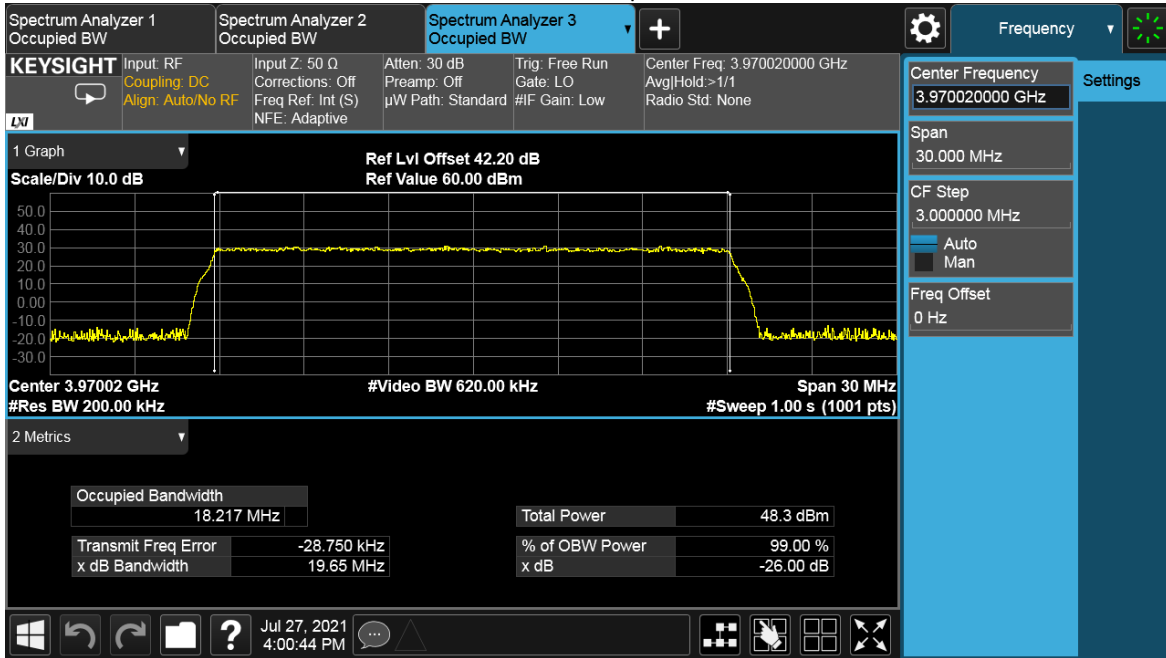 Spectrum Analyzer 1
Occupied BW
Spectrum Analyzer 2
Occupied BW
Spectrum Analyzer 3
Occupied BW
Frequency
KEYSIGHT
LXI
Input: RF
Coupling: DC
Align: Auto/No RF
Input Z: 50 Ω
Corrections: Off
Freq Ref: Int (S)
NFE: Adaptive
Atten: 30 dB
Preamp: Off
µW Path: Standard
Trig: Free Run
Gate: LO
#IF Gain: Low
Center Freq: 3.970020000 GHz
Avg|Hold:>1/1
Radio Std: None
Center Frequency
3.970020000 GHz
Settings
Span
30.000 MHz
CF Step
3.000000 MHz
Auto
Man
Freq Offset
0 Hz
1 Graph
Scale/Div 10.0 dB
Ref Lvl Offset 42.20 dB
Ref Value 60.00 dBm
50.0
40.0
30.0
20.0
10.0
0.00
-10.0
-20.0
-30.0
Center 3.97002 GHz
#Video BW 620.00 kHz
Span 30 MHz
#Res BW 200.00 kHz
#Sweep 1.00 s (1001 pts)
2 Metrics
Occupied Bandwidth
18.217 MHz
Total Power 48.3 dBm
Transmit Freq Error -28.750 kHz
% of OBW Power 99.00 %
x dB Bandwidth 19.65 MHz
x dB -26.00 dB
?
Jul 27, 2021
4:00:44 PM